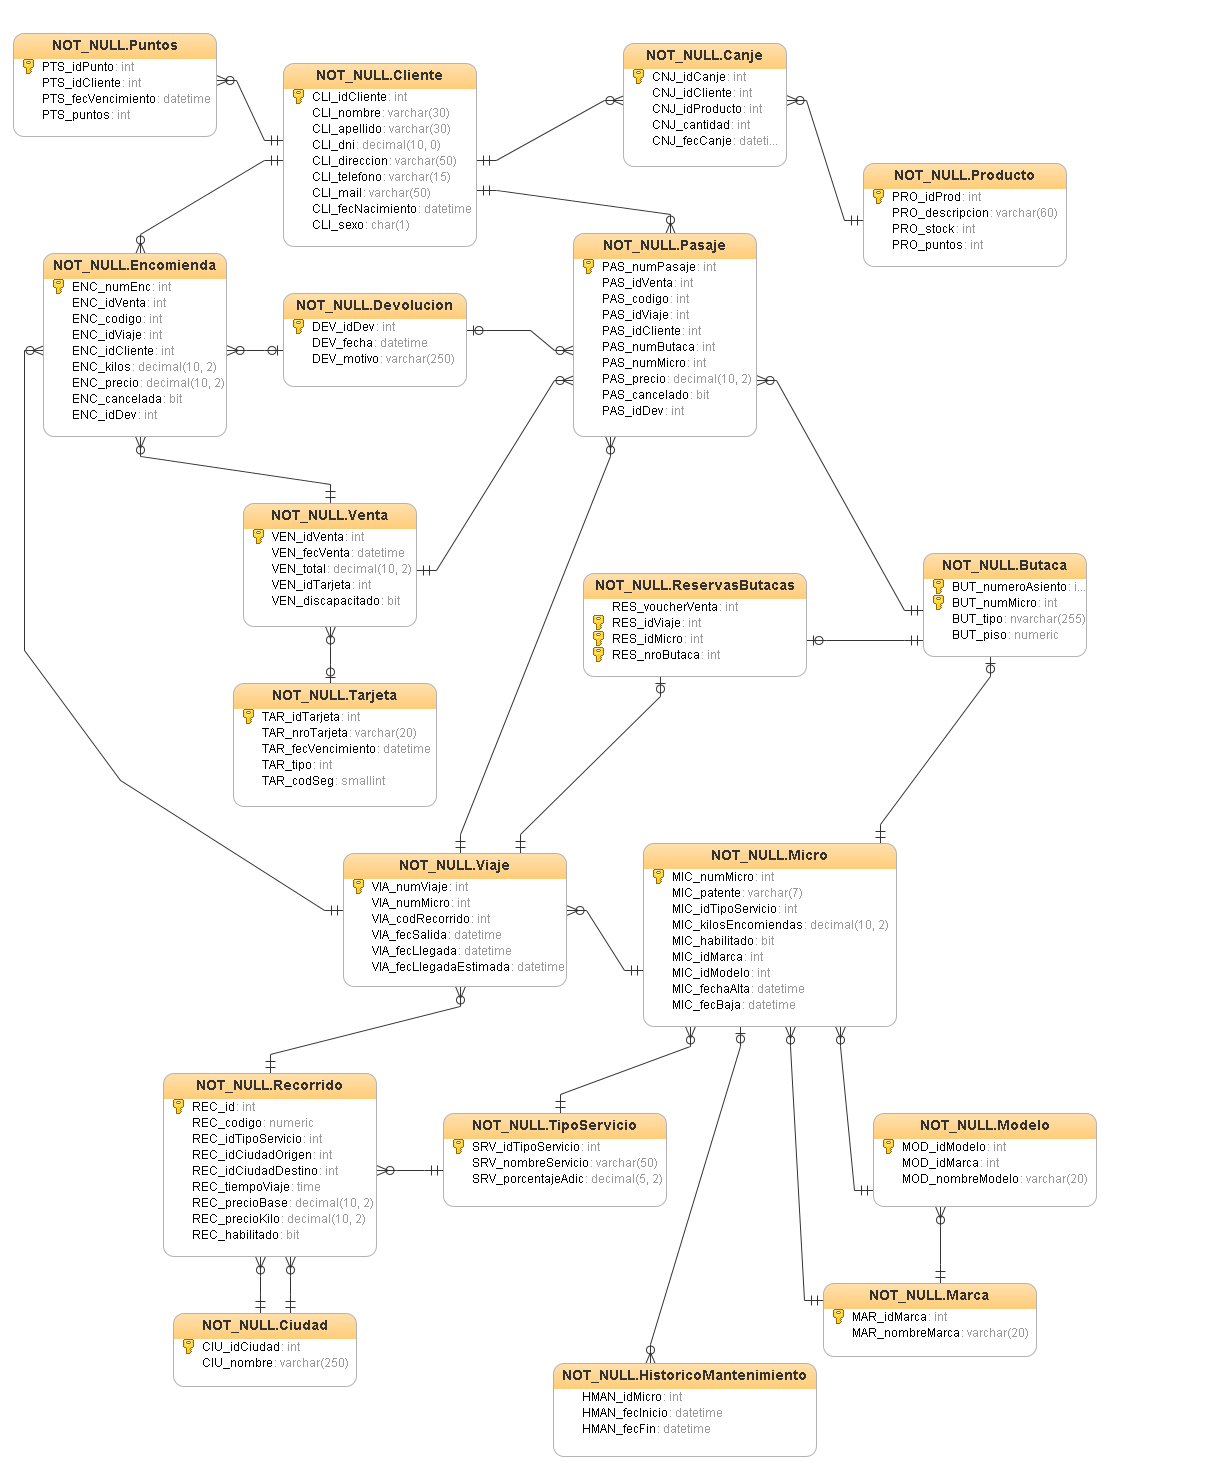 NOT_NULL.Puntos
PTS_idPunto: int
PTS_idCliente: int
PTS_fecVencimiento: datetime
PTS_puntos: int
NOT_NULL.Cliente
CLI_idCliente: int
CLI_nombre: varchar(30)
CLI_apellido: varchar(30)
CLI_dni: decimal(10, 0)
CLI_direccion: varchar(50)
CLI_telefono: varchar(15)
CLI_mail: varchar(50)
CLI_fecNacimiento: datetime
CLI_sexo: char(1)
NOT_NULL.Canje
CNJ_idCanje: int
CNJ_idCliente: int
CNJ_idProducto: int
CNJ_cantidad: int
CNJ_fecCanje: dateti...
NOT_NULL.Producto
PRO_idProd: int
PRO_descripcion: varchar(60)
PRO_stock: int
PRO_puntos: int
NOT_NULL.Encomienda
ENC_numEnc: int
ENC_idVenta: int
ENC_codigo: int
ENC_idViaje: int
ENC_idCliente: int
ENC_kilos: decimal(10, 2)
ENC_precio: decimal(10, 2)
ENC_cancelada: bit
ENC_idDev: int
NOT_NULL.Devolucion
DEV_idDev: int
DEV_fecha: datetime
DEV_motivo: varchar(250)
NOT_NULL.Pasaje
PAS_numPasaje: int
PAS_idVenta: int
PAS_codigo: int
PAS_idViaje: int
PAS_idCliente: int
PAS_numButaca: int
PAS_numMicro: int
PAS_precio: decimal(10, 2)
PAS_cancelado: bit
PAS_idDev: int
NOT_NULL.Venta
VEN_idVenta: int
VEN_fecVenta: datetime
VEN_total: decimal(10, 2)
VEN_idTarjeta: int
VEN_discapacitado: bit
NOT_NULL.ReservasButacas
RES_voucherVenta: int
RES_idViaje: int
RES_idMicro: int
RES_nroButaca: int
NOT_NULL.Butaca
BUT_numeroAsiento: i...
BUT_numMicro: int
BUT_tipo: nvarchar(255)
BUT_piso: numeric
NOT_NULL.Tarjeta
TAR_idTarjeta: int
TAR_nroTarjeta: varchar(20)
TAR_fecVencimiento: datetime
TAR_tipo: int
TAR_codSeg: smallint
NOT_NULL.Viaje
VIA_numViaje: int
VIA_numMicro: int
VIA_codRecorrido: int
VIA_fecSalida: datetime
VIA_fecLlegada: datetime
VIA_fecLlegadaEstimada: datetime
NOT_NULL.Micro
MIC_numMicro: int
MIC_patente: varchar(7)
MIC_idTipoServicio: int
MIC_kilosEncomiendas: decimal(10, 2)
MIC_habilitado: bit
MIC_idMarca: int
MIC_idModelo: int
MIC_fechaAlta: datetime
MIC_fecBaja: datetime
NOT_NULL.Recorrido
REC_id: int
REC_codigo: numeric
REC_idTipoServicio: int
REC_idCiudadOrigen: int
REC_idCiudadDestino: int
REC_tiempoViaje: time
REC_precioBase: decimal(10, 2)
REC_precioKilo: decimal(10, 2)
REC_habilitado: bit
NOT_NULL.TipoServicio
SRV_idTipoServicio: int
SRV_nombreServicio: varchar(50)
SRV_porcentajeAdic: decimal(5, 2)
NOT_NULL.Modelo
MOD_idModelo: int
MOD_idMarca: int
MOD_nombreModelo: varchar(20)
NOT_NULL.Marca
MAR_idMarca: int
MAR_nombreMarca: varchar(20)
NOT_NULL.Ciudad
CIU_idCiudad: int
CIU_nombre: varchar(250)
NOT_NULL.HistoricoMantenimiento
HMAN_idMicro: int
HMAN_fecInicio: datetime
HMAN_fecFin: datetime